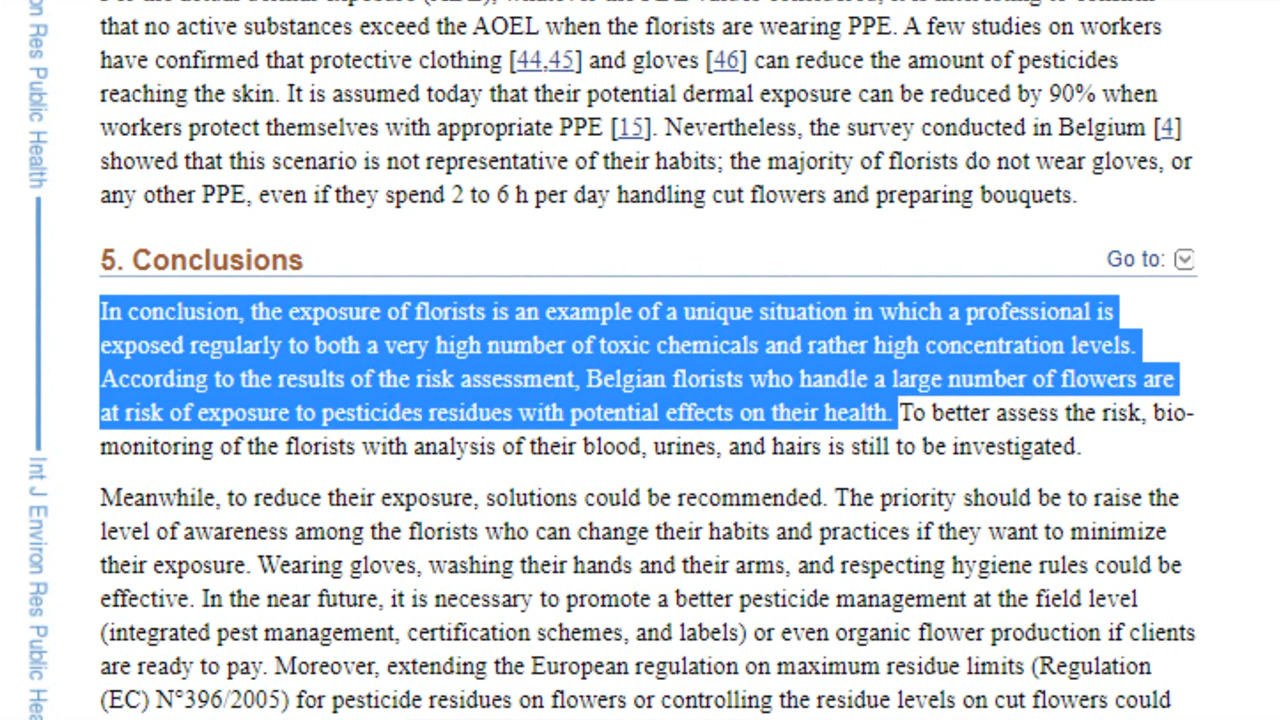 that no active substances exceed the AOEL when the florists are wearing PPE. A few studies on workers
have confirmed that protective clothing [44,45] and gloves [46] can reduce the amount of pesticides
reaching the skin. It is assumed today that their potential dermal exposure can be reduced by 90% when
workers protect themselves with appropriate PPE [15]. Nevertheless, the survey conducted in Belgium [4]
showed that this scenario is not representative of their habits; the majority of florists do not wear gloves, or
any other PPE, even if they spend 2 to 6 h per day handling cut flowers and preparing bouquets.
5. Conclusions
Go to:
In conclusion, the exposure of florists is an example of a unique situation in which a professional is
exposed regularly to both a very high number of toxic chemicals and rather high concentration levels.
According to the results of the risk assessment, Belgian florists who handle a large number of flowers are
at risk of exposure to pesticides residues with potential effects on their health. To better assess the risk, bio-
monitoring of the florists with analysis of their blood, urines, and hairs is still to be investigated.
Meanwhile, to reduce their exposure, solutions could be recommended. The priority should be to raise the
level of awareness among the florists who can change their habits and practices if they want to minimize
their exposure. Wearing gloves, washing their hands and their arms, and respecting hygiene rules could be
effective. In the near future, it is necessary to promote a better pesticide management at the field level
(integrated pest management, certification schemes, and labels) or even organic flower production if clients
are ready to pay. Moreover, extending the European regulation on maximum residue limits (Regulation
(EC) N°396/2005) for pesticide residues on flowers or controlling the residue levels on cut flowers could
on Res Public Health
Int J Environ Res Public Hea